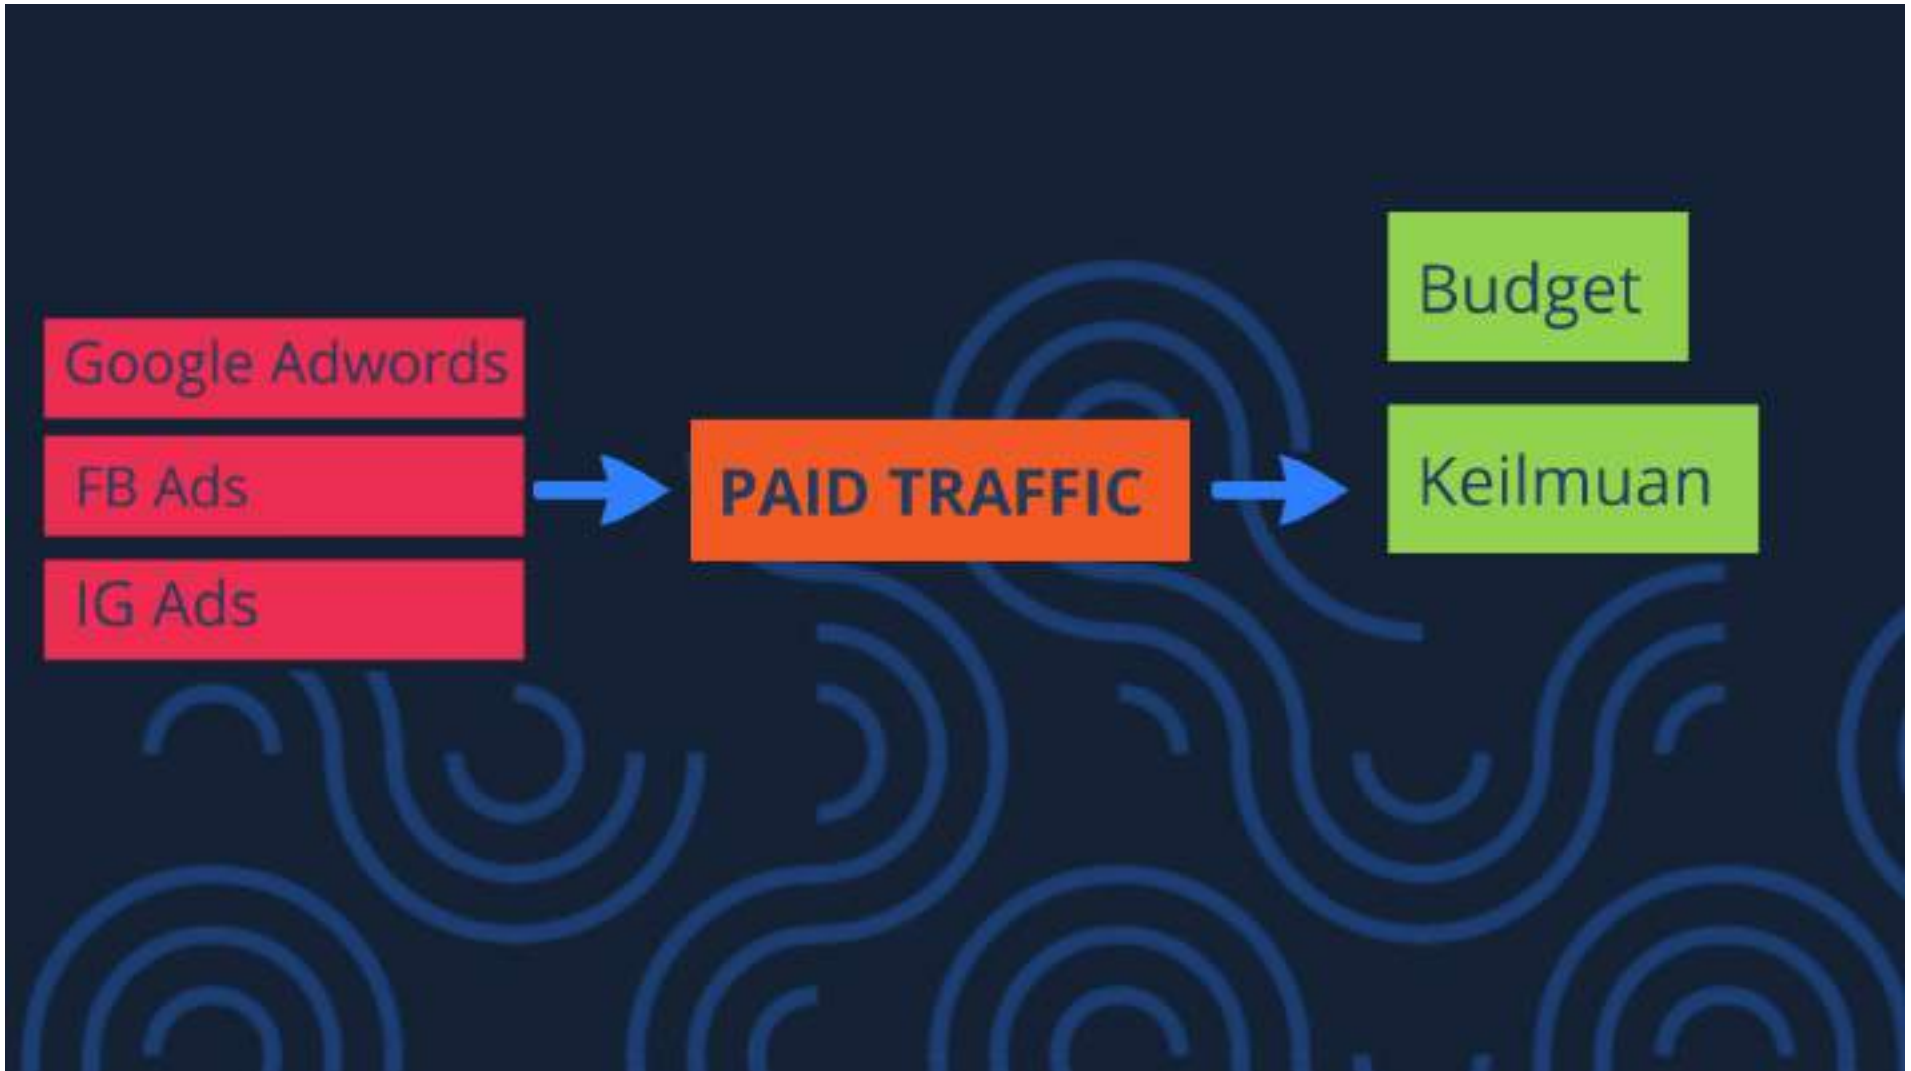 Google Adwords
FB Ads
IG Ads
PAID TRAFFIC
Budget
Keilmuan